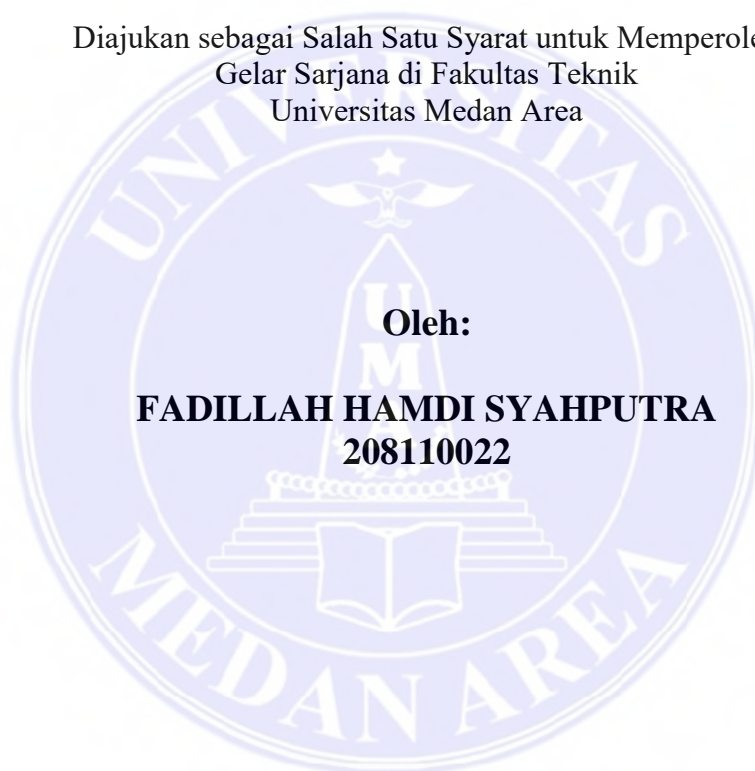 Diajukan sebagai Salah Satu Syarat untuk Memperole
Gelar Sarjana di Fakultas Teknik
Universitas Medan Area
UNIVERSITAS
UMA
Oleh:
FADILLAH HAMDI SYAHPUTRA
208110022
MEDAN AREA